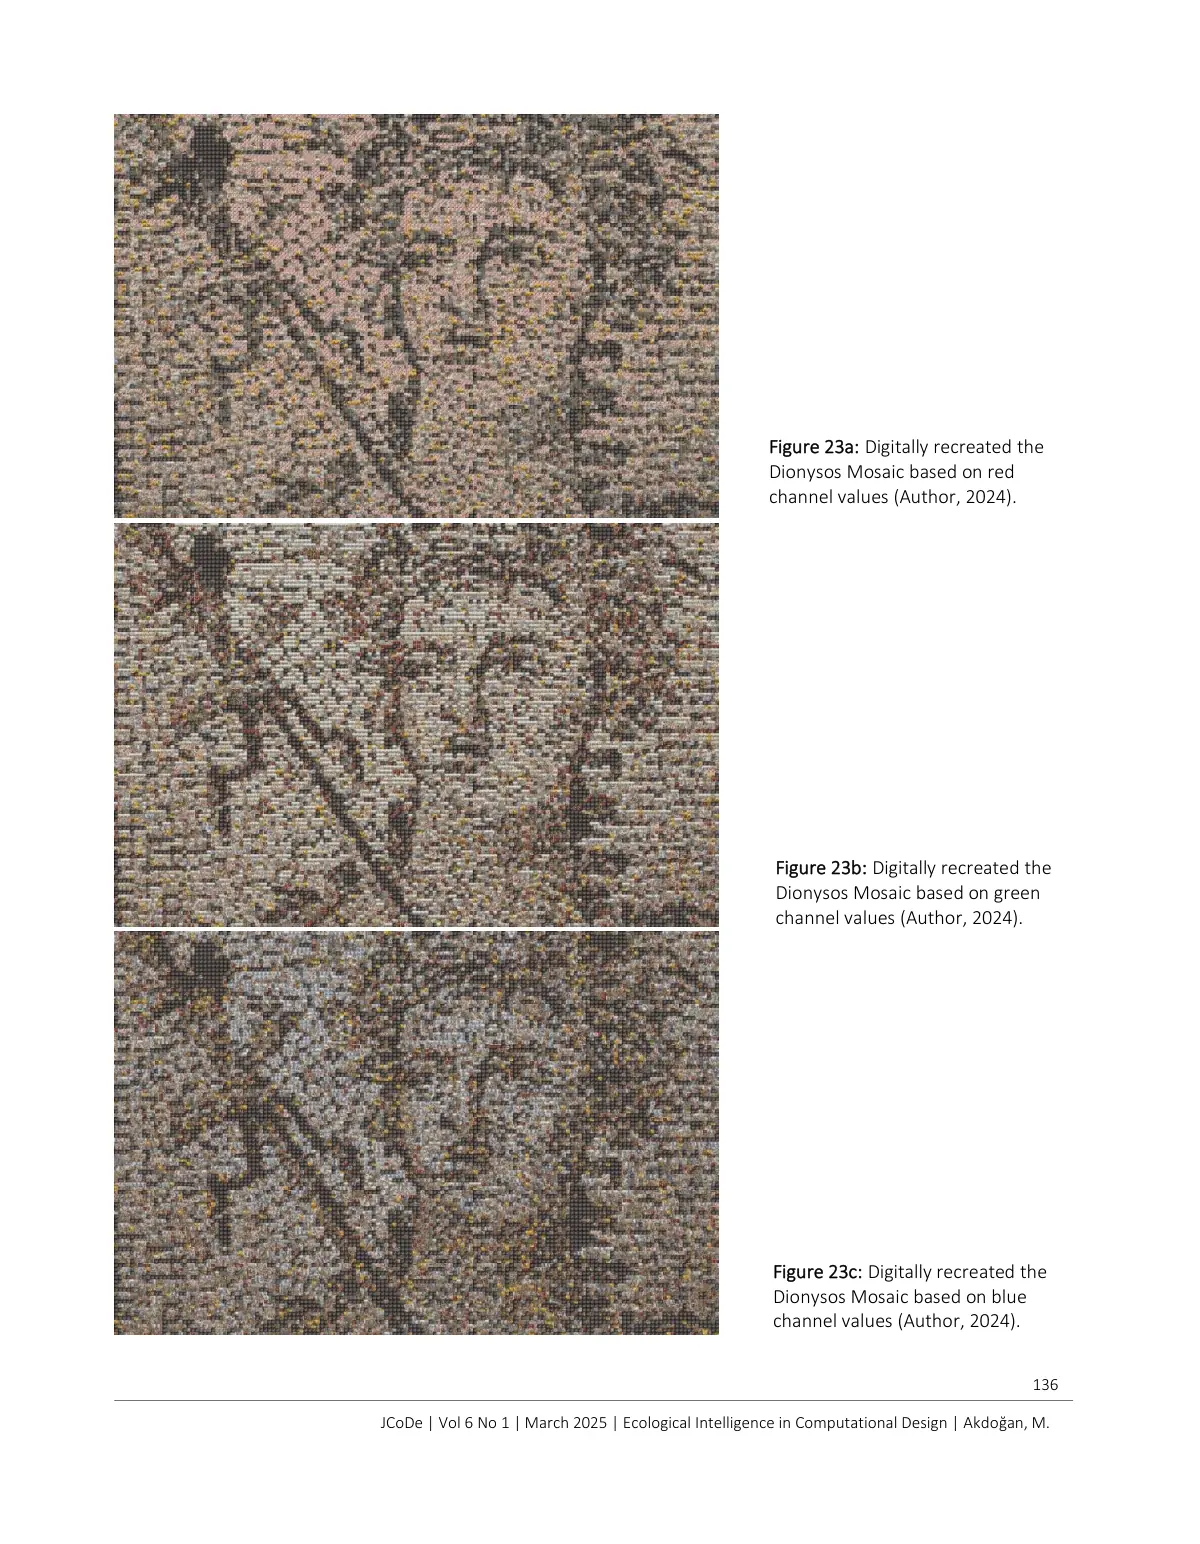 Figure 23a: Digitally recreated the
Dionysos Mosaic based on red
channel values (Author, 2024).
Figure 23b: Digitally recreated the
Dionysos Mosaic based on green
channel values (Author, 2024).
Figure 23c: Digitally recreated the
Dionysos Mosaic based on blue
channel values (Author, 2024).
136
JCoDe | Vol 6 No 1 | March 2025 | Ecological Intelligence in Computational Design | Akdoğan, M.